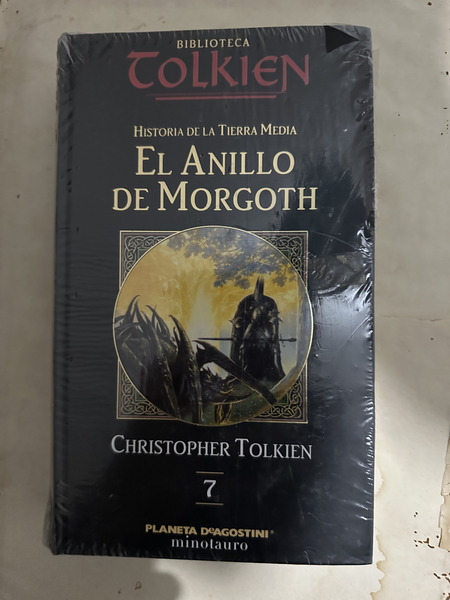 BIBLIOTECA
TOLKIEN
HISTORIA DE LA TIERRA MEDIA
EL ANILLO
DE MORGOTH
CHRISTOPHER TOLKIEN
7
PLANETA DeAGOSTINI
minotauro